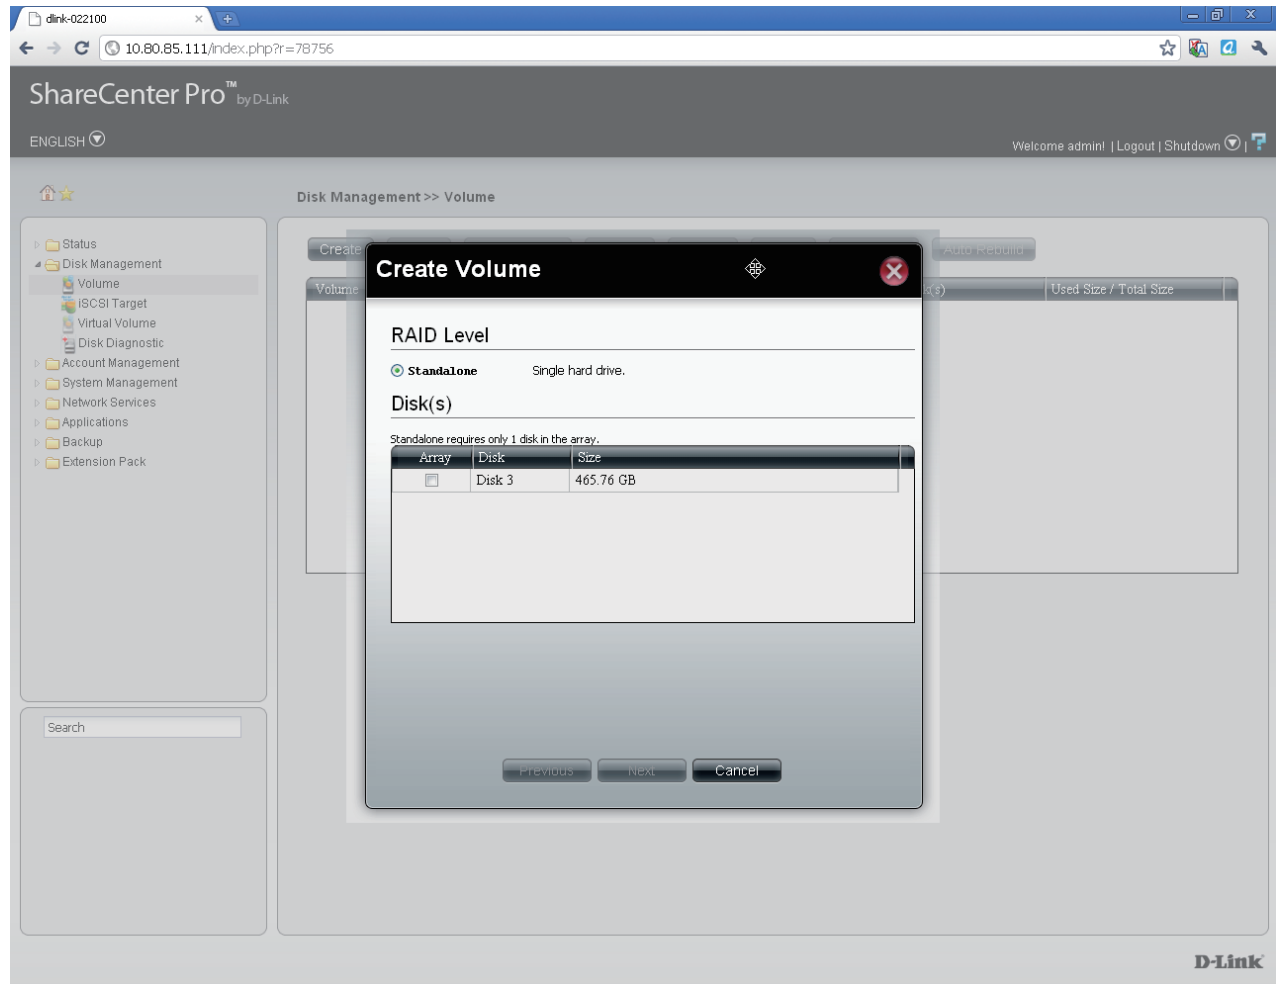 dlink-022100
10.80.85.111/index.php?r=78756
ShareCenter Pro™ by D-Link
ENGLISH
Welcome admin! | Logout | Shutdown | ?
Disk Management >> Volume
Status
Disk Management
Volume
iSCSI Target
Virtual Volume
Disk Diagnostic
Account Management
System Management
Network Services
Applications
Backup
Extension Pack
Search
Create
Auto Rebuild
Volume
k(s)
Used Size / Total Size
Create Volume
RAID Level
Standalone Single hard drive.
Disk(s)
Standalone requires only 1 disk in the array.
Array Disk Size
Disk 3 465.76 GB
Previous Next Cancel
D-Link